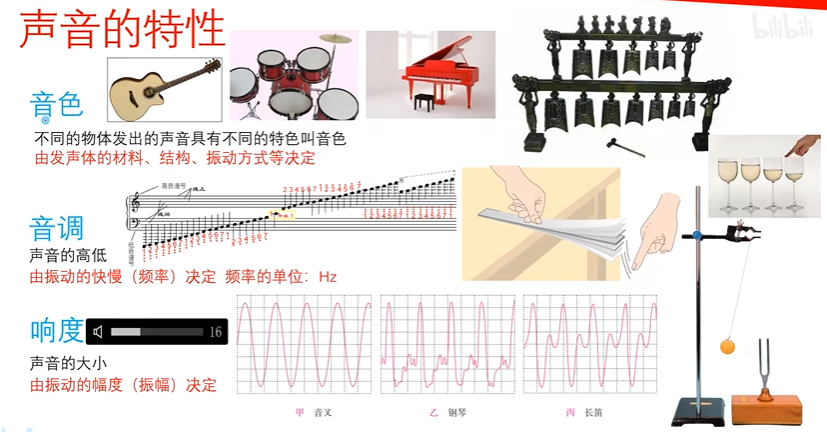 声音的特性
bilibili
音色
不同的物体发出的声音具有不同的特色叫音色
由发声体的材料、结构、振动方式等决定
高音谱号
音调
声音的高低
由振动的快慢（频率）决定 频率的单位：Hz
响度
16
声音的大小
由振动的幅度（振幅）决定
甲 音叉
乙 钢琴
丙 长笛